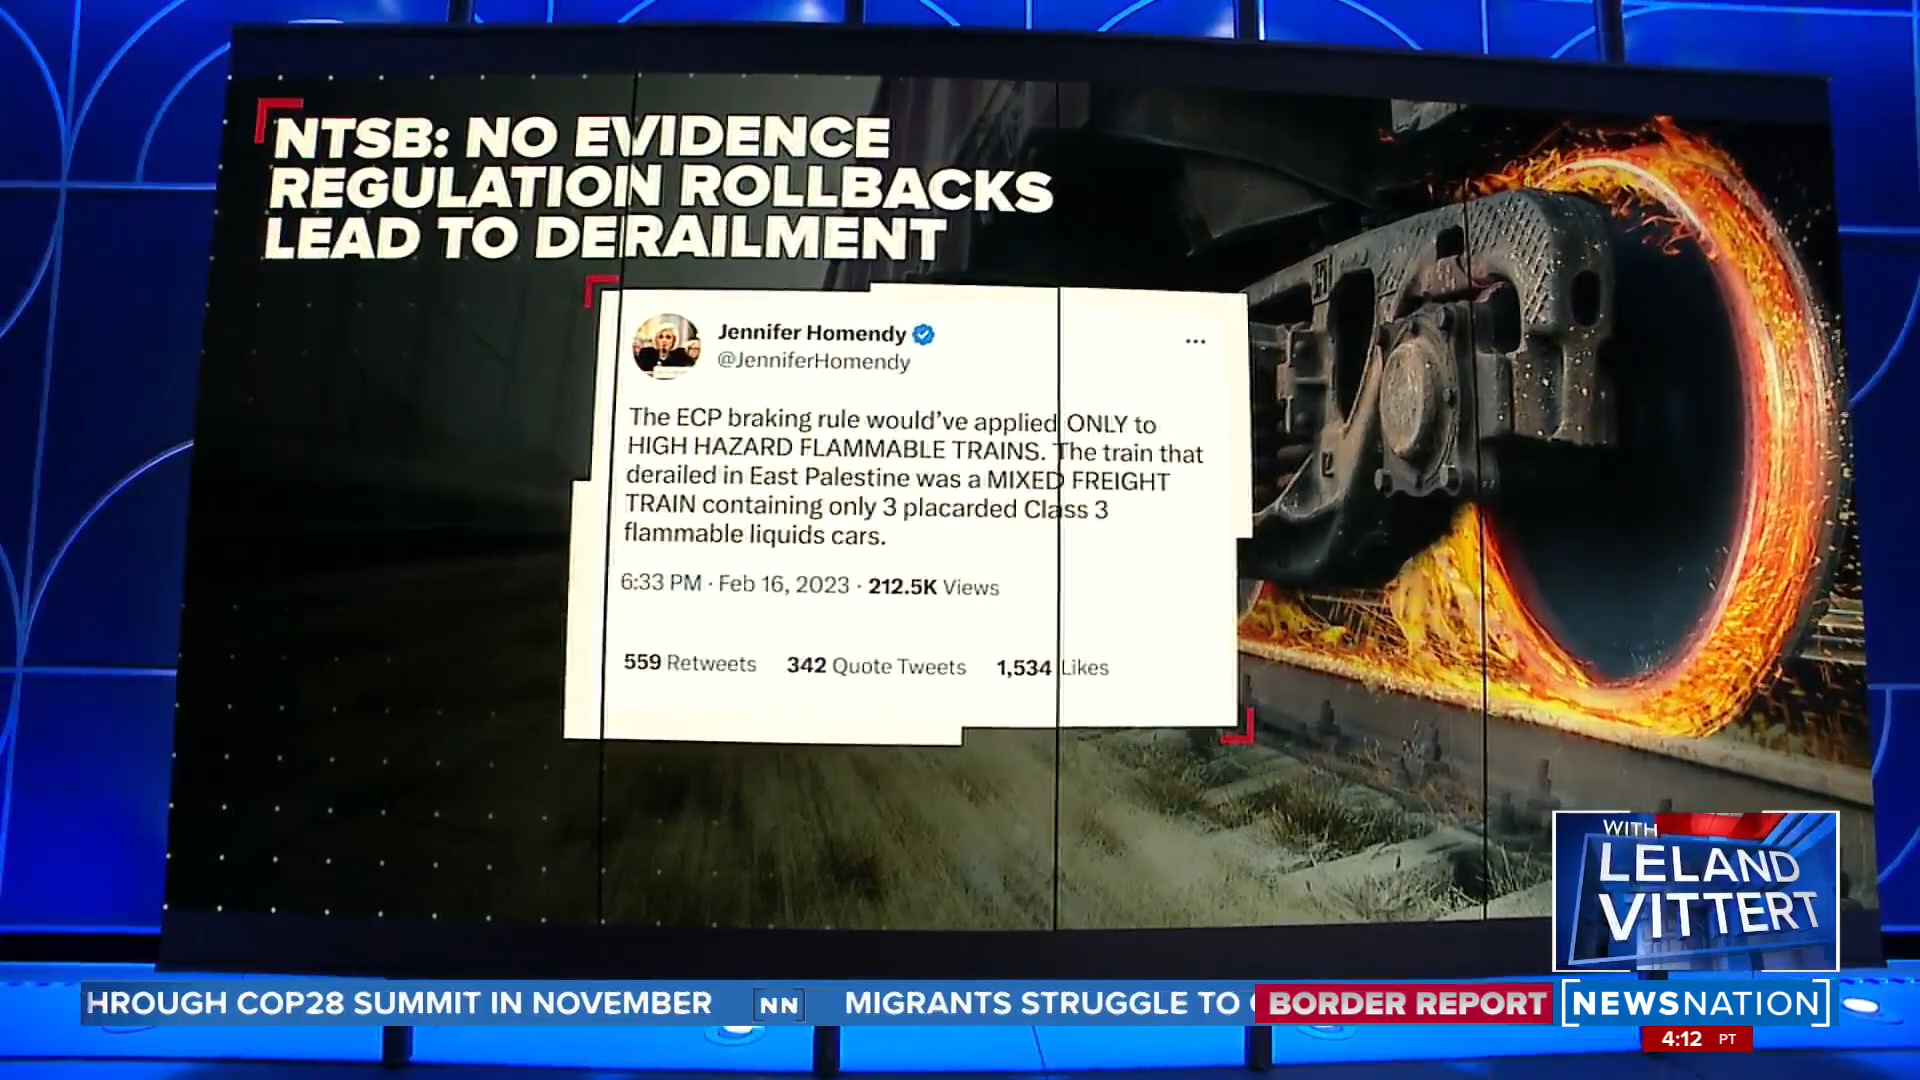 NTSB: NO EVIDENCE
REGULATION ROLLBACKS
LEAD TO DERAILMENT
Jennifer Homendy
@JenniferHomendy
The ECP braking rule would've applied ONLY to
HIGH HAZARD FLAMMABLE TRAINS. The train that
derailed in East Palestine was a MIXED FREIGHT
TRAIN containing only 3 placarded Class 3
flammable liquids cars.
6:33 PM · Feb 16, 2023 · 212.5K Views
559 Retweets 342 Quote Tweets 1,534 Likes
WITH
LELAND
VITTERT
HROUGH COP28 SUMMIT IN NOVEMBER NN MIGRANTS STRUGGLE TO BORDER REPORT NEWSNATION
4:12 PT